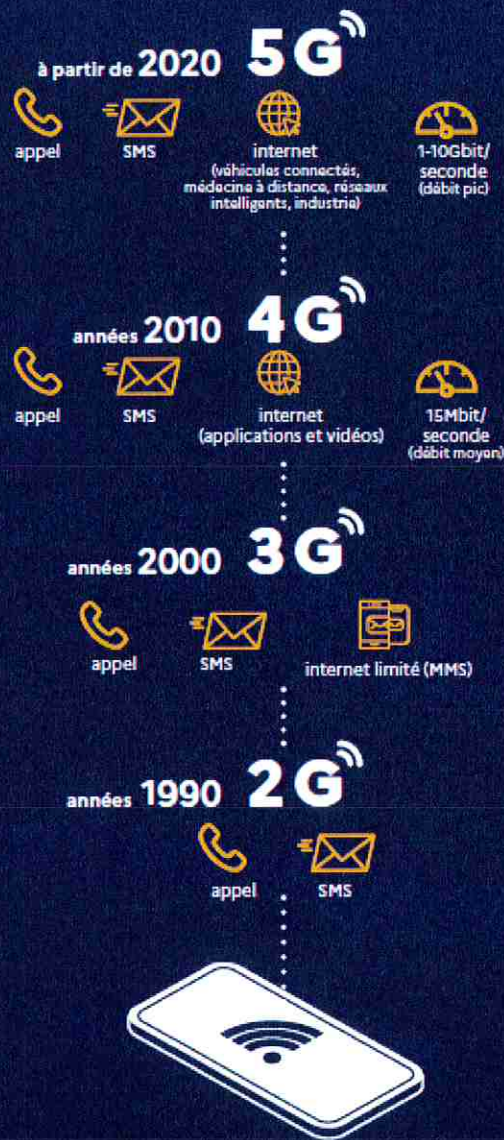 à partir de 2020 5G
appel
SMS
internet
(véhicules connectés,
médecine à distance, réseaux
intelligents, industrie)
1-10Gbit/
seconde
(débit pic)
années 2010 4G
appel
SMS
internet
(applications et vidéos)
15Mbit/
seconde
(débit moyen)
années 2000 3G
appel
SMS
internet limité (MMS)
années 1990 2G
appel
SMS